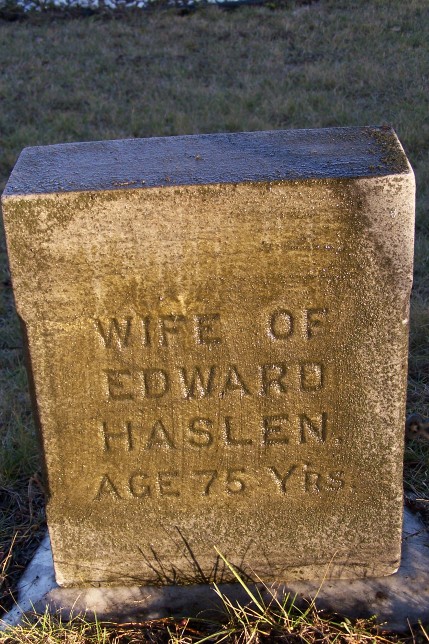 WIFE OF
EDWARD
HASLEN.
AGE 75 YRS.